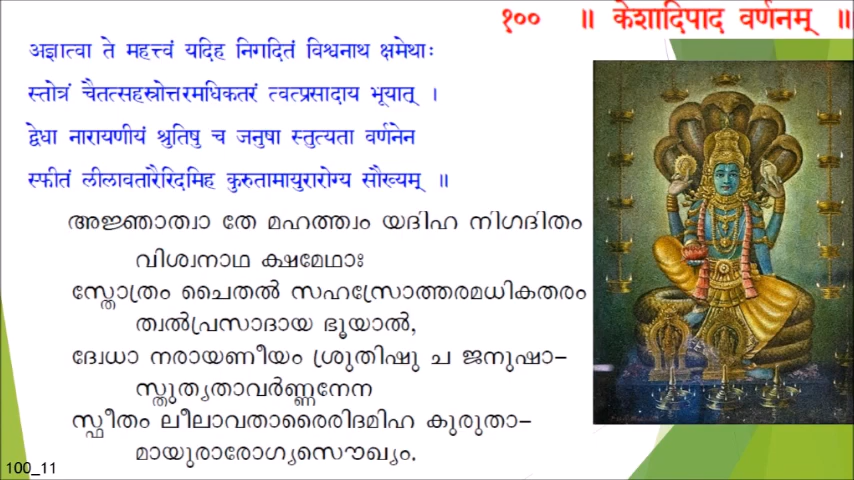 १०० ॥ केशादिपाद वर्णनम् ॥
अज्ञात्वा ते महत्त्वं यदिह निगदितं विश्वनाथ क्षमेथाः
स्तोत्रं चैतत्सहस्रोत्तरमधिकतरं त्वत्प्रसादाय भूयात् ।
द्वेधा नारायणीयं श्रुतिषु च जनुषा स्तुत्यता वर्णनेन
स्फीतं लीलावतारैरिदमिह कुरुतामायुरारोग्य सौख्यम् ॥
അജ്ഞാത്വാ തേ മഹത്ത്വം യദിഹ നിഗദിതം
വിശ്വനാഥ ക്ഷമേഥാഃ
സ്തോത്രം ചൈതൽ സഹസ്രോത്തരമധികതരം
ത്വൽപ്രസാദായ ഭൂയാൽ,
ദ്വേധാ നരായണീയം ശ്രുതിഷു ച ജനുഷാ–
സ്തുത്യതാവർണ്ണനേന
സ്ഫീതം ലീലാവതാരൈരിദമിഹ കുരുതാ–
മായുരാരോഗ്യസൌഖ്യം.
100_11